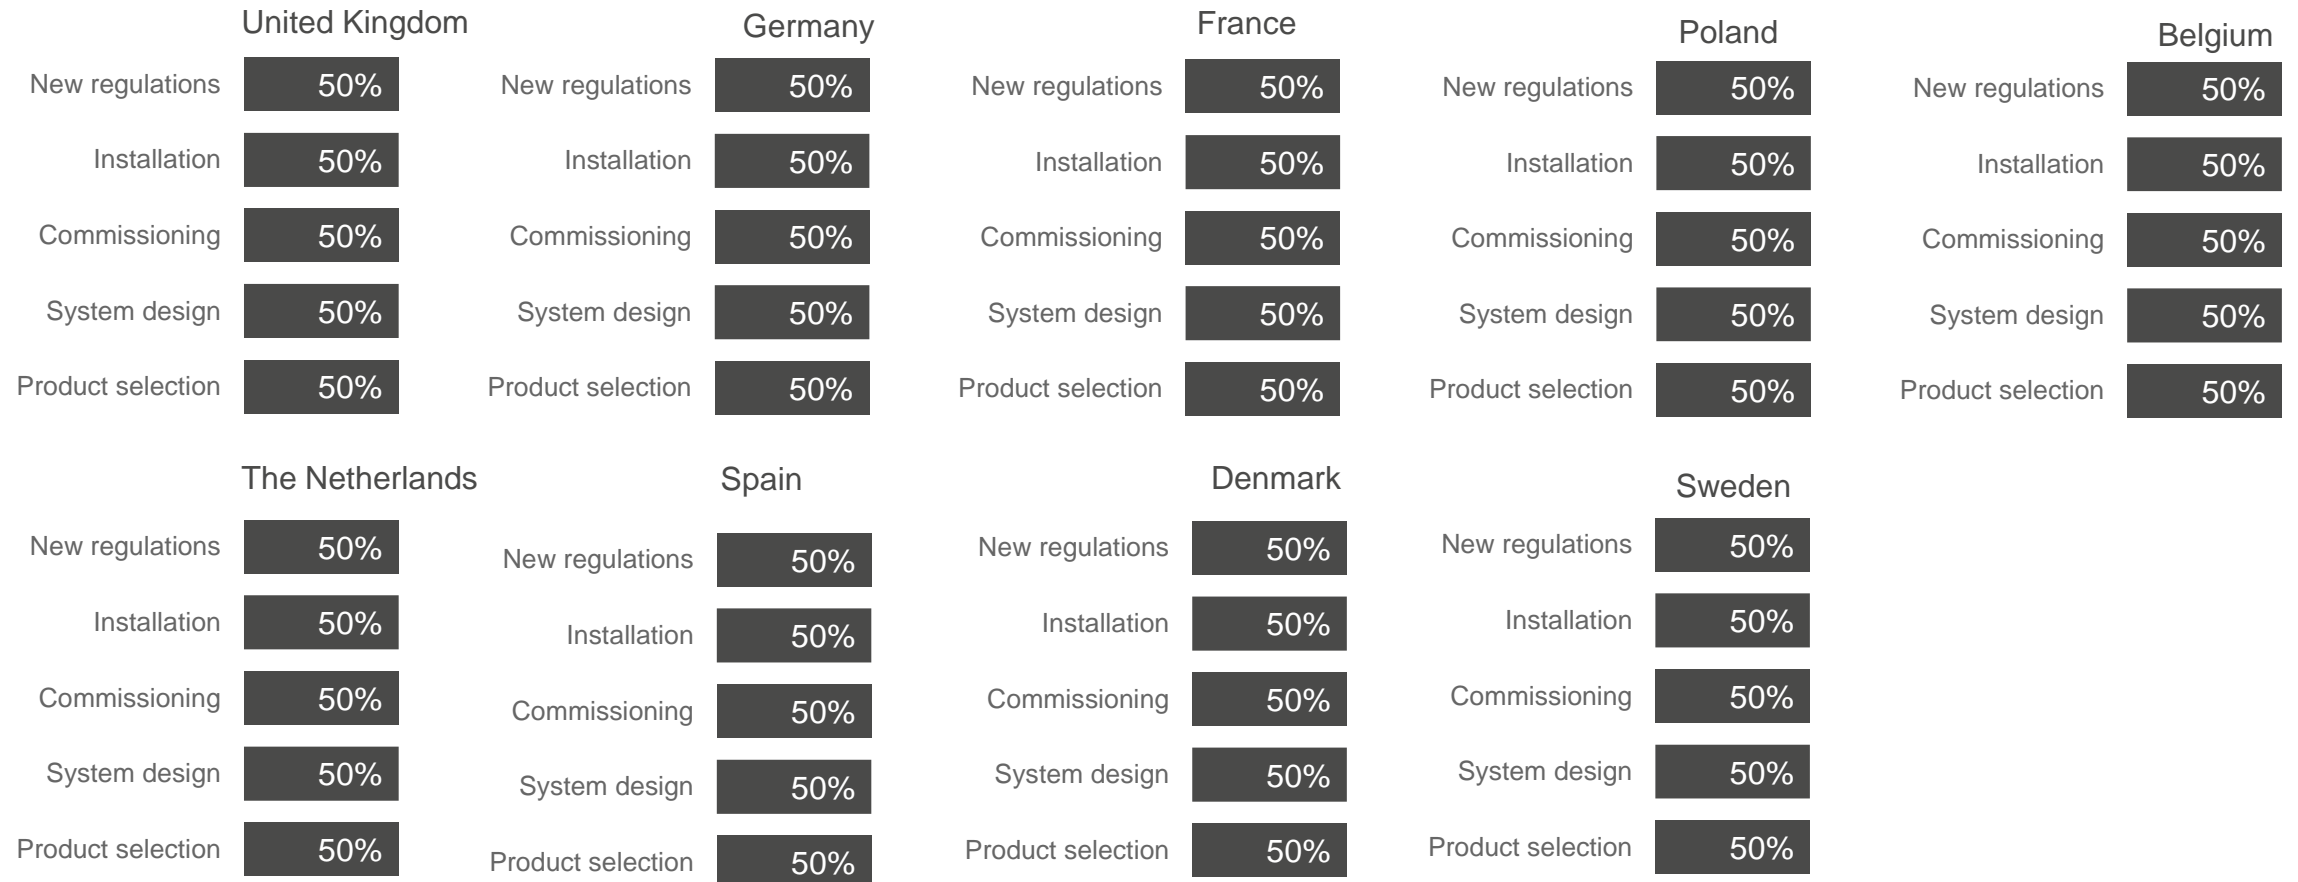 United Kingdom
New regulations 50%
Installation 50%
Commissioning 50%
System design 50%
Product selection 50%
Germany
New regulations 50%
Installation 50%
Commissioning 50%
System design 50%
Product selection 50%
France
New regulations 50%
Installation 50%
Commissioning 50%
System design 50%
Product selection 50%
Poland
New regulations 50%
Installation 50%
Commissioning 50%
System design 50%
Product selection 50%
Belgium
New regulations 50%
Installation 50%
Commissioning 50%
System design 50%
Product selection 50%
The Netherlands
New regulations 50%
Installation 50%
Commissioning 50%
System design 50%
Product selection 50%
Spain
New regulations 50%
Installation 50%
Commissioning 50%
System design 50%
Product selection 50%
Denmark
New regulations 50%
Installation 50%
Commissioning 50%
System design 50%
Product selection 50%
Sweden
New regulations 50%
Installation 50%
Commissioning 50%
System design 50%
Product selection 50%